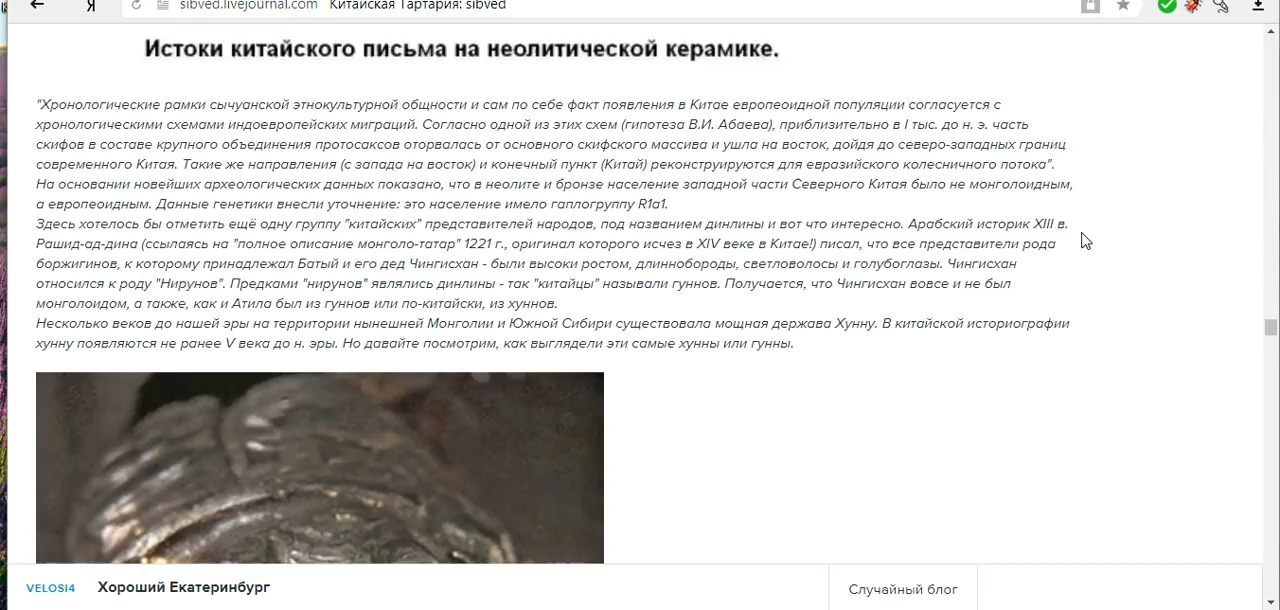 sibved.livejournal.com Китайская Тартария: sibved
Истоки китайского письма на неолитической керамике.
"Хронологические рамки сычуанской этнокультурной общности и сам по себе факт появления в Китае европеоидной популяции согласуется с
хронологическими схемами индоевропейских миграций. Согласно одной из этих схем (гипотеза В.И. Абаева), приблизительно в I тыс. до н. э. часть
скифов в составе крупного объединения протосаков оторвалась от основного скифского массива и ушла на восток, дойдя до северо-западных границ
современного Китая. Такие же направления (с запада на восток) и конечный пункт (Китай) реконструируются для евразийского колесничного потока".
На основании новейших археологических данных показано, что в неолите и бронзе население западной части Северного Китая было не монголоидным,
а европеоидным. Данные генетики внесли уточнение: это население имело гаплогруппу R1a1.
Здесь хотелось бы отметить ещё одну группу "китайских" представителей народов, под названием динлины и вот что интересно. Арабский историк XIII в.
Рашид-ад-дина (ссылаясь на "полное описание монголо-татар" 1221 г., оригинал которого исчез в XIV веке в Китае!) писал, что все представители рода
боржигинов, к которому принадлежал Батый и его дед Чингисхан - были высоки ростом, длиннобороды, светловолосы и голубоглазы. Чингисхан
относился к роду "Нирунов". Предками "нирунов" являлись динлины - так "китайцы" называли гуннов. Получается, что Чингисхан вовсе и не был
монголоидом, а также, как и Атила был из гуннов или по-китайски, из хуннов.
Несколько веков до нашей эры на территории нынешней Монголии и Южной Сибири существовала мощная держава Хунну. В китайской историографии
хунну появляются не ранее V века до н. эры. Но давайте посмотрим, как выглядели эти самые хунны или гунны.
VELOSI4 Хороший Екатеринбург Случайный блог